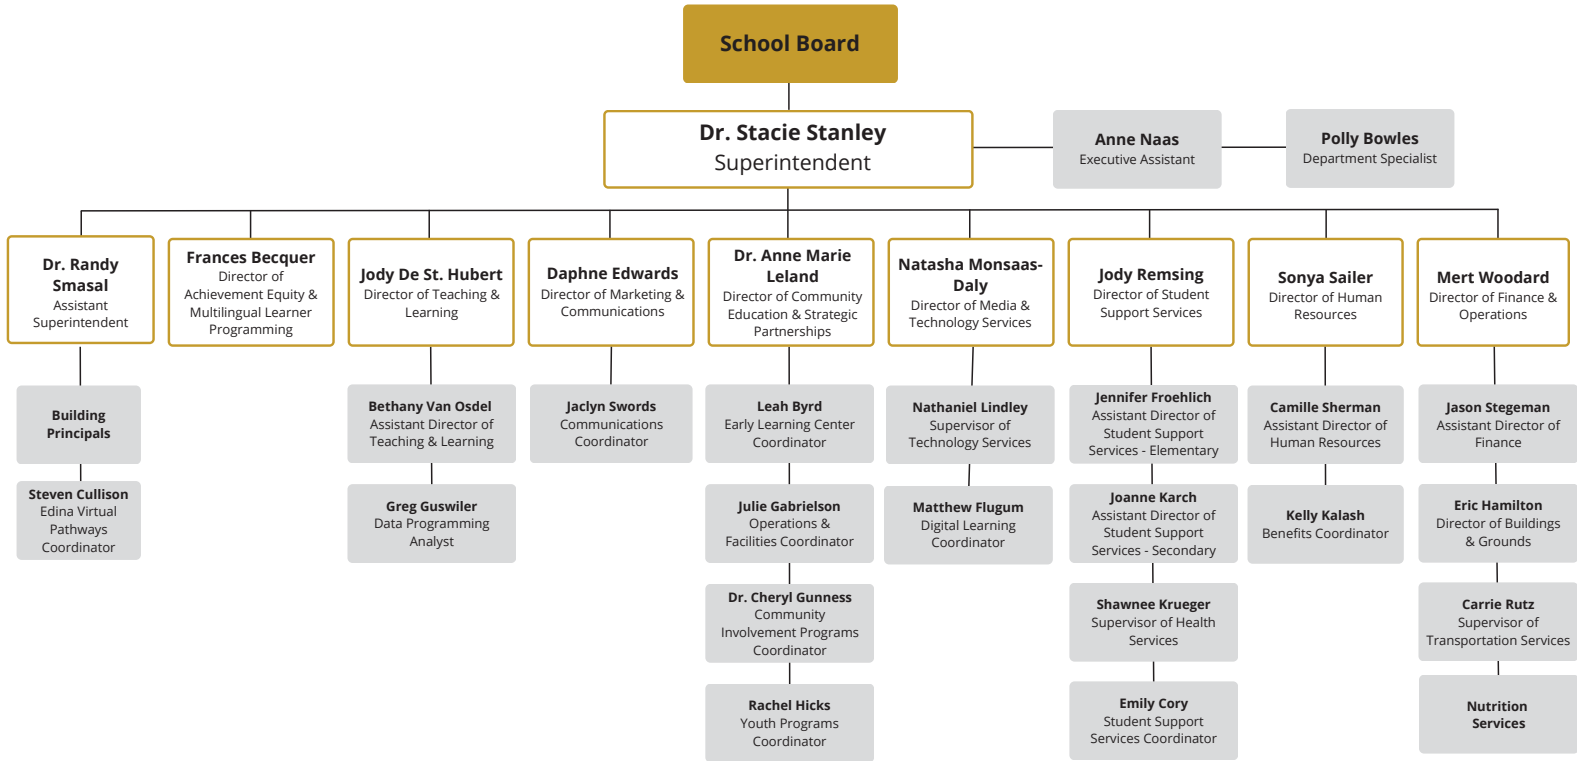 School Board
Dr. Stacie Stanley
Superintendent
Anne Naas
Executive Assistant
Polly Bowles
Department Specialist
Dr. Randy
Smasal
Assistant
Superintendent
Frances Becquer
Director of
Achievement Equity &
Multilingual Learner
Programming
Jody De St. Hubert
Director of Teaching &
Learning
Daphne Edwards
Director of Marketing &
Communications
Dr. Anne Marie
Leland
Director of Community
Education & Strategic
Partnerships
Natasha Monsaas-
Daly
Director of Media &
Technology Services
Jody Remsing
Director of Student
Support Services
Sonya Sailer
Director of Human
Resources
Mert Woodard
Director of Finance &
Operations
Building
Principals
Bethany Van Osdel
Assistant Director of
Teaching & Learning
Jaclyn Swords
Communications
Coordinator
Leah Byrd
Early Learning Center
Coordinator
Nathaniel Lindley
Supervisor of
Technology Services
Jennifer Froehlich
Assistant Director of
Student Support
Services - Elementary
Camille Sherman
Assistant Director of
Human Resources
Jason Stegeman
Assistant Director of
Finance
Steven Cullison
Edina Virtual
Pathways
Coordinator
Greg Guswiler
Data Programming
Analyst
Julie Gabrielson
Operations &
Facilities Coordinator
Matthew Flugum
Digital Learning
Coordinator
Joanne Karch
Assistant Director of
Student Support
Services - Secondary
Kelly Kalash
Benefits Coordinator
Eric Hamilton
Director of Buildings
& Grounds
Dr. Cheryl Gunness
Community
Involvement Programs
Coordinator
Shawnee Krueger
Supervisor of Health
Services
Carrie Rutz
Supervisor of
Transportation Services
Rachel Hicks
Youth Programs
Coordinator
Emily Cory
Student Support
Services Coordinator
Nutrition
Services